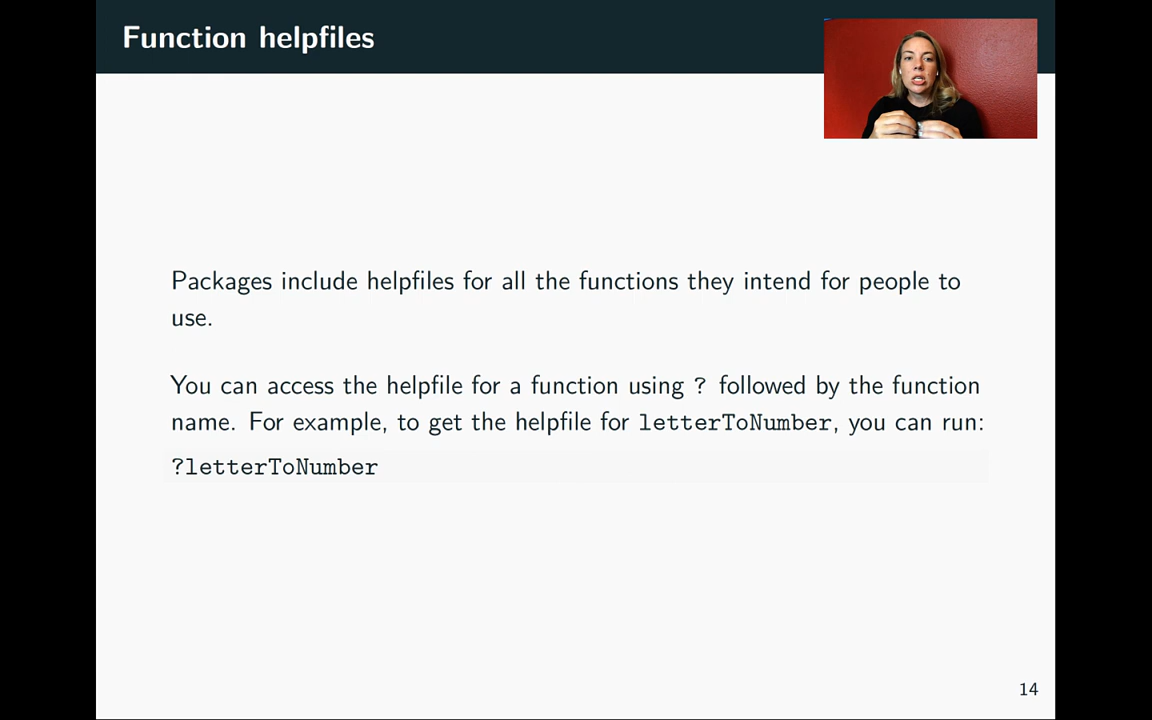 Function helpfiles
Packages include helpfiles for all the functions they intend for people to
use.
You can access the helpfile for a function using ? followed by the function
name. For example, to get the helpfile for letterToNumber, you can run:
?letterToNumber
14